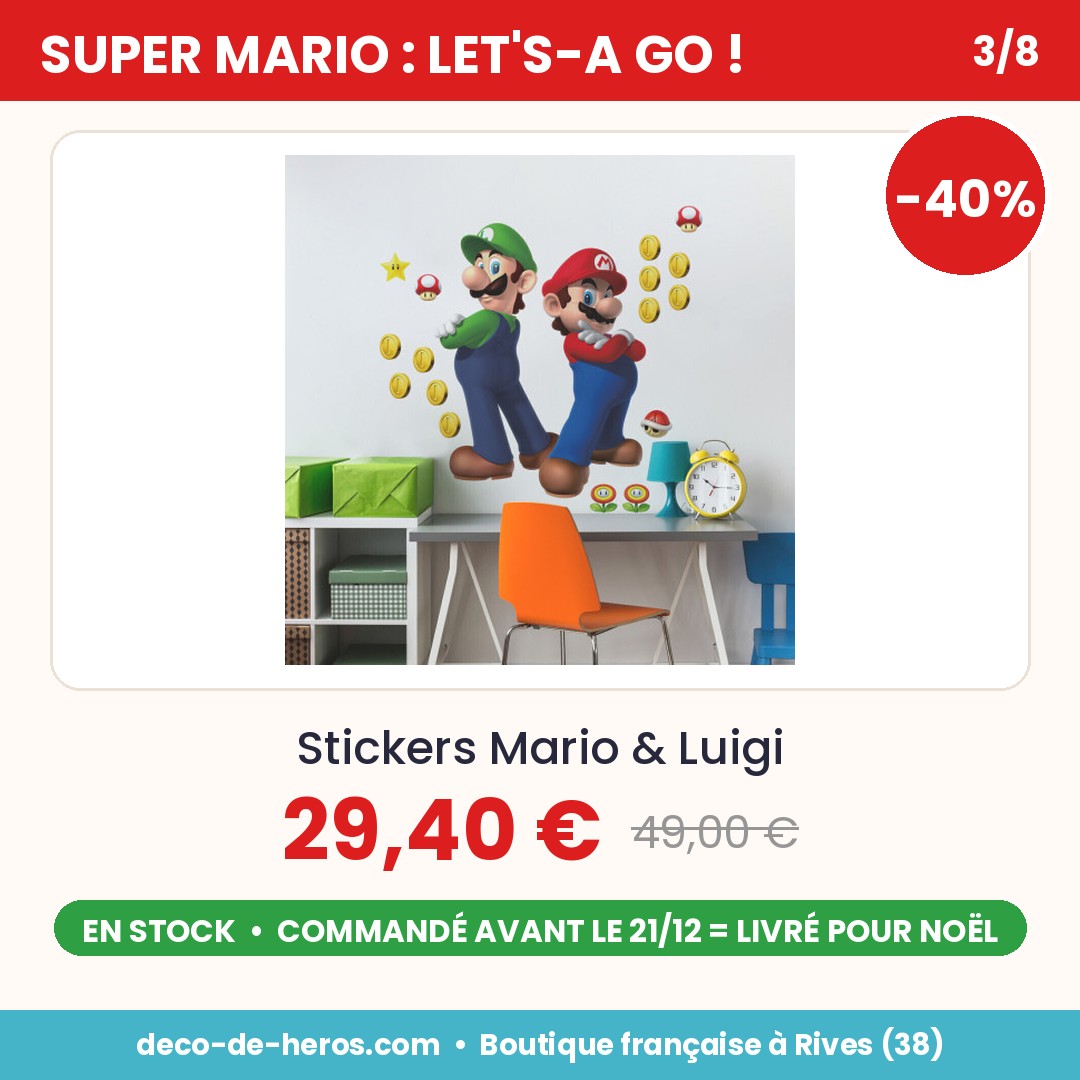 SUPER MARIO : LET'S-A GO !
3/8
-40%
Stickers Mario & Luigi
29,40 € 49,00 €
EN STOCK • COMMANDÉ AVANT LE 21/12 = LIVRÉ POUR NOËL
deco-de-heros.com • Boutique française à Rives (38)